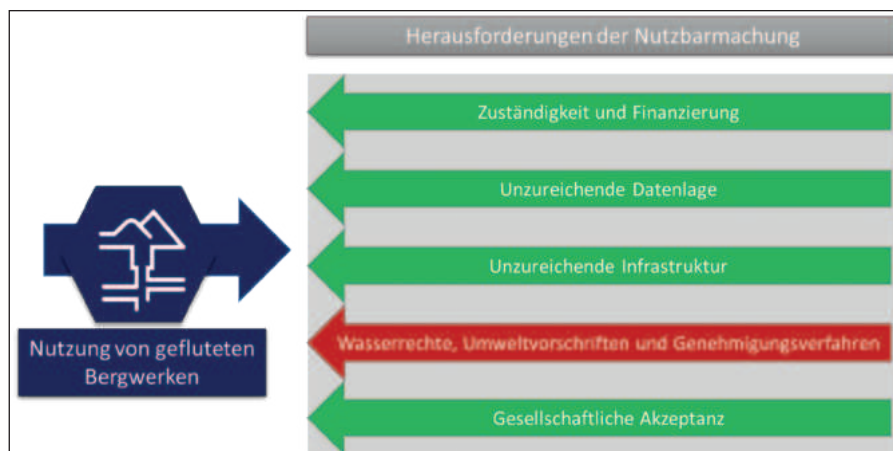 Herausforderungen der Nutzbarmachung
Zuständigkeit und Finanzierung
Unzureichende Datenlage
Unzureichende Infrastruktur
Wasserrechte, Umweltvorschriften und Genehmigungsverfahren
Gesellschaftliche Akzeptanz
Nutzung von gefluteten
Bergwerken